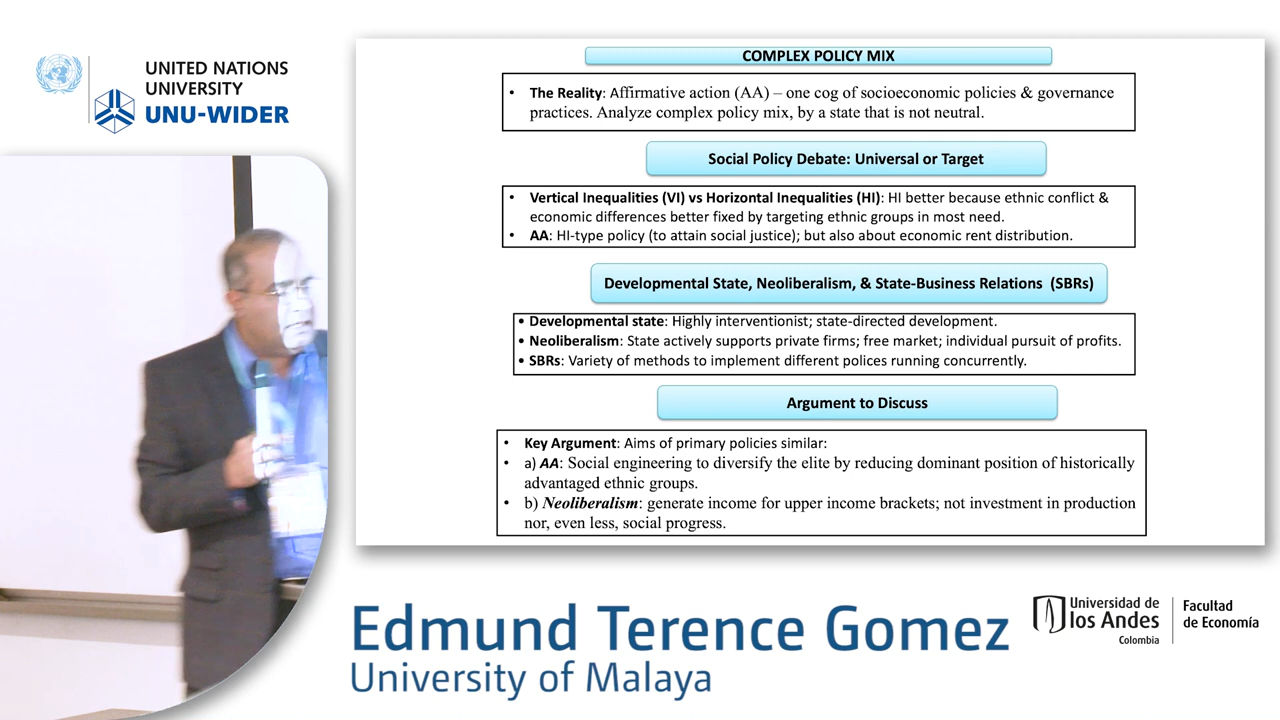 UNITED NATIONS
UNIVERSITY
UNU-WIDER
COMPLEX POLICY MIX
• The Reality: Affirmative action (AA) – one cog of socioeconomic policies & governance
practices. Analyze complex policy mix, by a state that is not neutral.
Social Policy Debate: Universal or Target
• Vertical Inequalities (VI) vs Horizontal Inequalities (HI): HI better because ethnic conflict &
economic differences better fixed by targeting ethnic groups in most need.
• AA: HI-type policy (to attain social justice); but also about economic rent distribution.
Developmental State, Neoliberalism, & State-Business Relations (SBRs)
• Developmental state: Highly interventionist; state-directed development.
• Neoliberalism: State actively supports private firms; free market; individual pursuit of profits.
• SBRs: Variety of methods to implement different polices running concurrently.
Argument to Discuss
• Key Argument: Aims of primary policies similar:
• a) AA: Social engineering to diversify the elite by reducing dominant position of historically
advantaged ethnic groups.
• b) Neoliberalism: generate income for upper income brackets; not investment in production
nor, even less, social progress.
Edmund Terence Gomez
University of Malaya
Universidad de
los Andes
Colombia
Facultad
de Economía